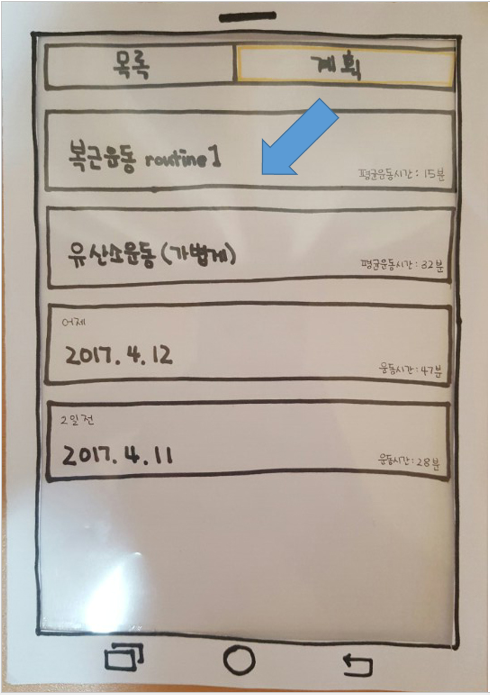 목록
계획
복근운동 routine 1
평균운동시간 : 15분
유산소운동 (가볍게)
평균운동시간 : 32분
어제
2017. 4. 12
운동시간 : 47분
2일전
2017. 4. 11
운동시간 : 28분